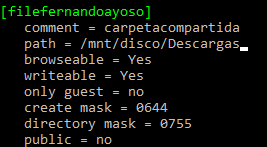 [filefernandoayoso]
comment = carpetacompartida
path = /mnt/disco/Descargas
browseable = Yes
writeable = Yes
only guest = no
create mask = 0644
directory mask = 0755
public = no